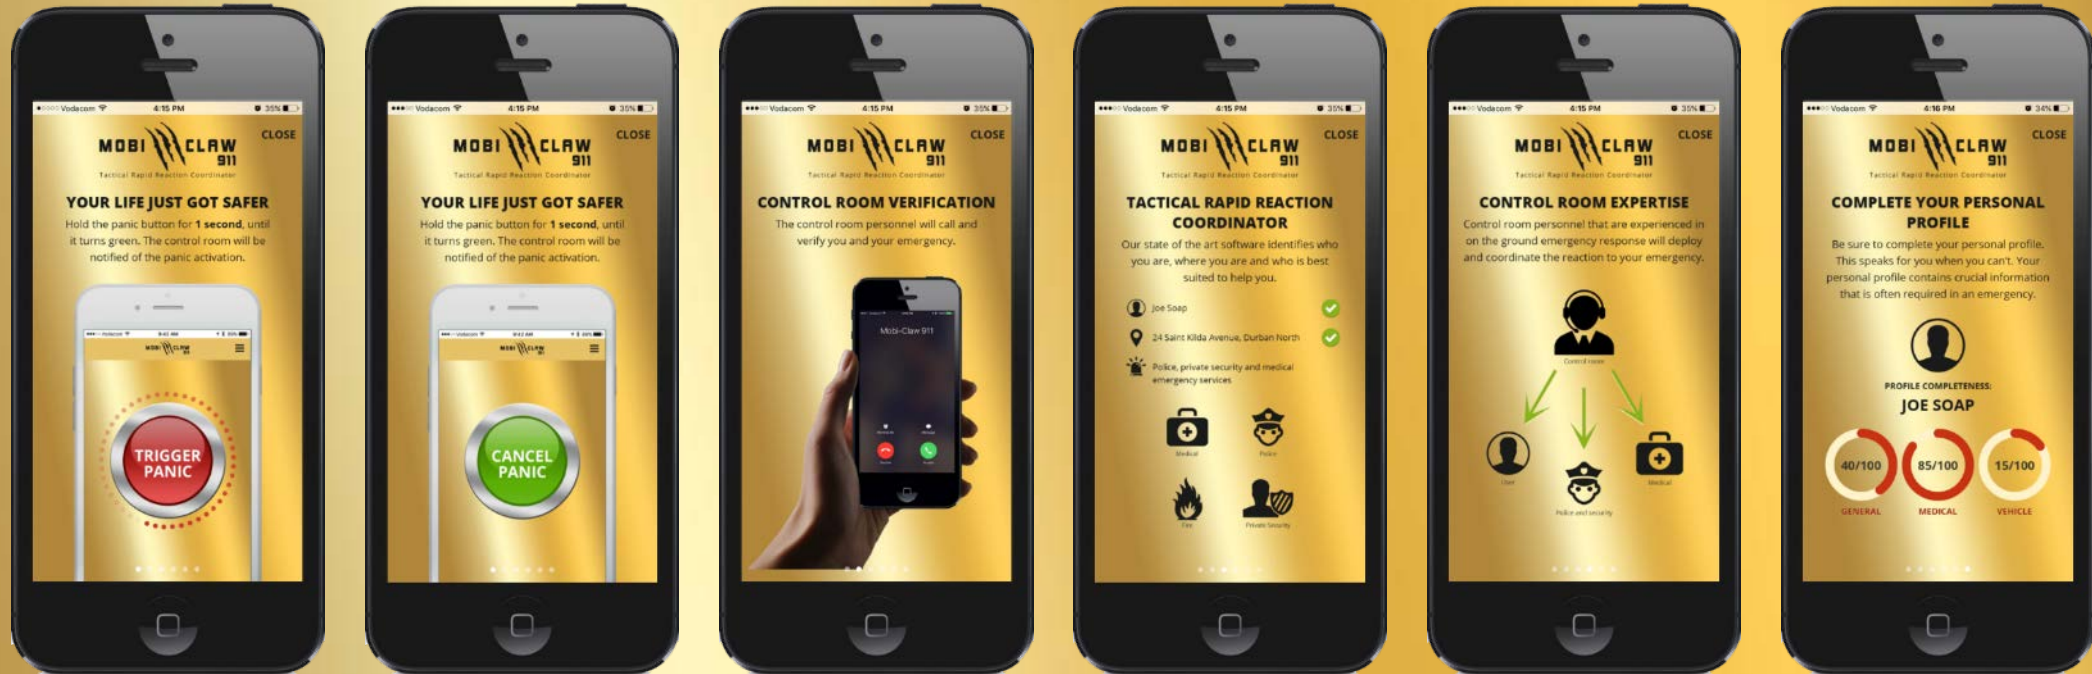 Vodacom 4:15 PM 35%
CLOSE
MOBI CLAW
911
Tactical Rapid Reaction Coordinator
YOUR LIFE JUST GOT SAFER
Hold the panic button for 1 second, until
it turns green. The control room will be
notified of the panic activation.
Vodacom 9:42 AM
MOBI CLAW
911
TRIGGER
PANIC
Vodacom 4:15 PM 35%
CLOSE
MOBI CLAW
911
Tactical Rapid Reaction Coordinator
YOUR LIFE JUST GOT SAFER
Hold the panic button for 1 second, until
it turns green. The control room will be
notified of the panic activation.
Vodacom 9:42 AM
MOBI CLAW
911
CANCEL
PANIC
Vodacom 4:15 PM 35%
CLOSE
MOBI CLAW
911
Tactical Rapid Reaction Coordinator
CONTROL ROOM VERIFICATION
The control room personnel will call and
verify you and your emergency.
Mobi-Claw 911
Vodacom 4:15 PM 35%
CLOSE
MOBI CLAW
911
Tactical Rapid Reaction Coordinator
TACTICAL RAPID REACTION
COORDINATOR
Our state of the art software identifies who
you are, where you are and who is best
suited to help you.
Joe Soap
24 Saint Kilda Avenue, Durban North
Police, private security and medical
emergency services
Medical
Police
Fire
Private Security
Vodacom 4:15 PM 35%
CLOSE
MOBI CLAW
911
Tactical Rapid Reaction Coordinator
CONTROL ROOM EXPERTISE
Control room personnel that are experienced in
on the ground emergency response will deploy
and coordinate the reaction to your emergency.
Control room
User
Police and security
Medical
Vodacom 4:16 PM 34%
CLOSE
MOBI CLAW
911
Tactical Rapid Reaction Coordinator
COMPLETE YOUR PERSONAL
PROFILE
Be sure to complete your personal profile.
This speaks for you when you can't. Your
personal profile contains crucial information
that is often required in an emergency.
PROFILE COMPLETENESS:
JOE SOAP
40/100 85/100 15/100
GENERAL MEDICAL VEHICLE